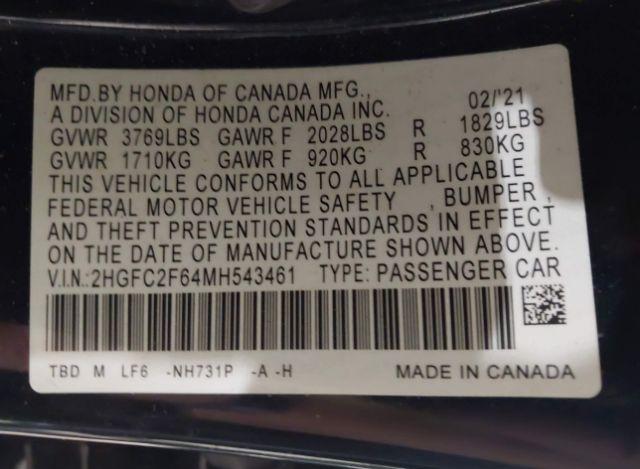 MFD.BY HONDA OF CANADA MFG.,
A DIVISION OF HONDA CANADA INC. 02/'21
GVWR 3769LBS GAWR F 2028LBS R 1829LBS
GVWR 1710KG GAWR F 920KG R 830KG
THIS VEHICLE CONFORMS TO ALL APPLICABLE
FEDERAL MOTOR VEHICLE SAFETY , BUMPER ,
AND THEFT PREVENTION STANDARDS IN EFFECT
ON THE DATE OF MANUFACTURE SHOWN ABOVE.
V.I.N.:2HGFC2F64MH543461 TYPE: PASSENGER CAR
TBD M LF6 -NH731P -A -H MADE IN CANADA